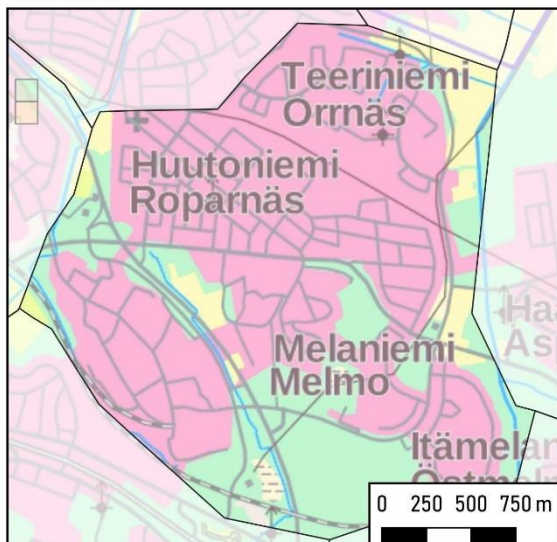 Teeriniemi
Orrnäs
Huutoniemi
Roparnäs
Melaniemi
Melmo
0 250 500 750 m